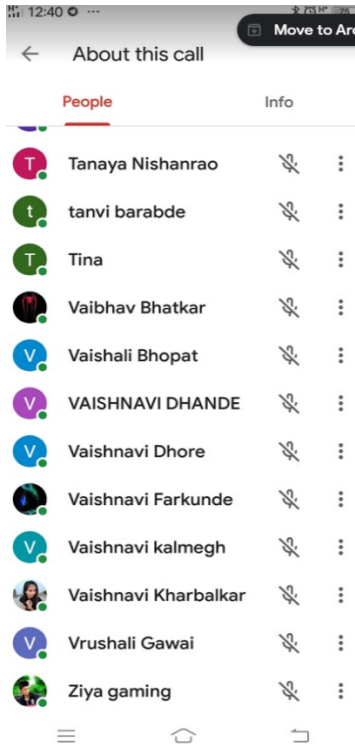 12:40
Move to Arc
About this call
People
Info
T Tanaya Nishanrao
t tanvi barabde
T Tina
Vaibhav Bhatkar
V Vaishali Bhopat
V VAISHNAVI DHANDE
V Vaishnavi Dhore
Vaishnavi Farkunde
V Vaishnavi kalmegh
Vaishnavi Kharbalkar
V Vrushali Gawai
Ziya gaming